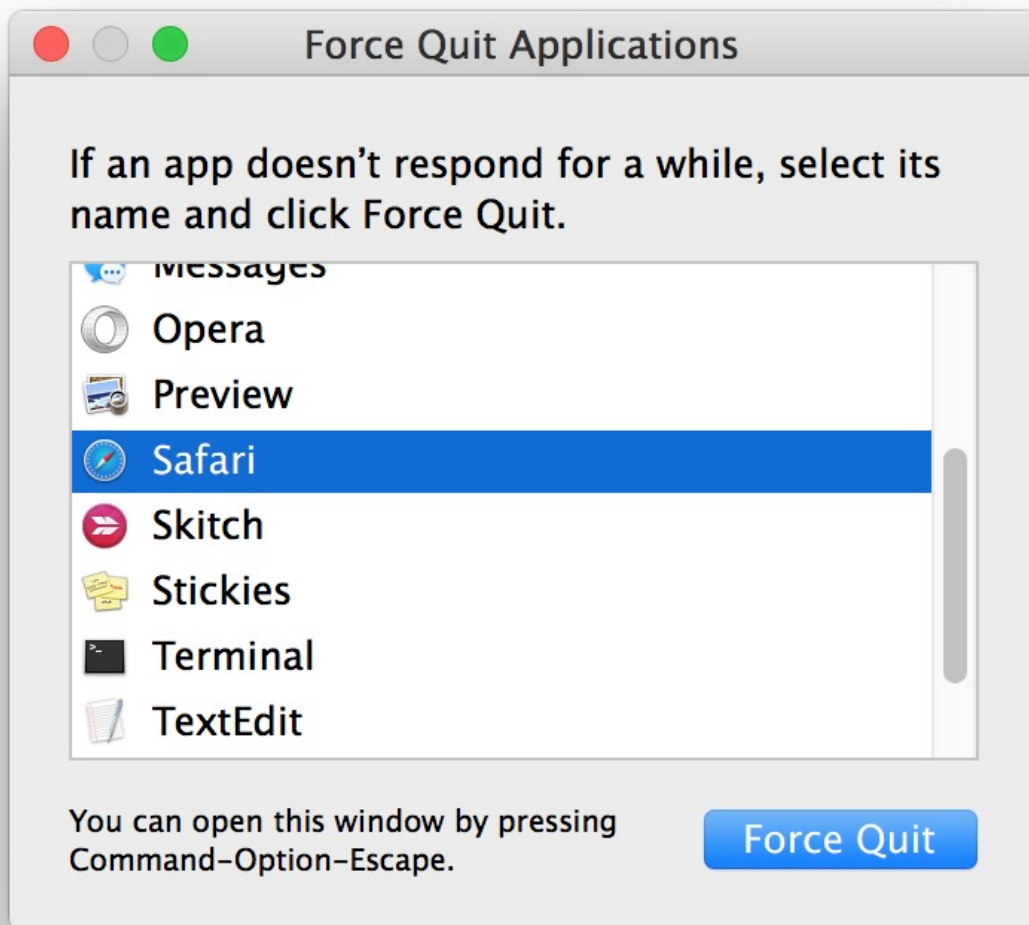 Force Quit Applications
If an app doesn’t respond for a while, select its
name and click Force Quit.
Messages
Opera
Preview
Safari
Skitch
Stickies
Terminal
TextEdit
You can open this window by pressing
Command-Option-Escape.
Force Quit